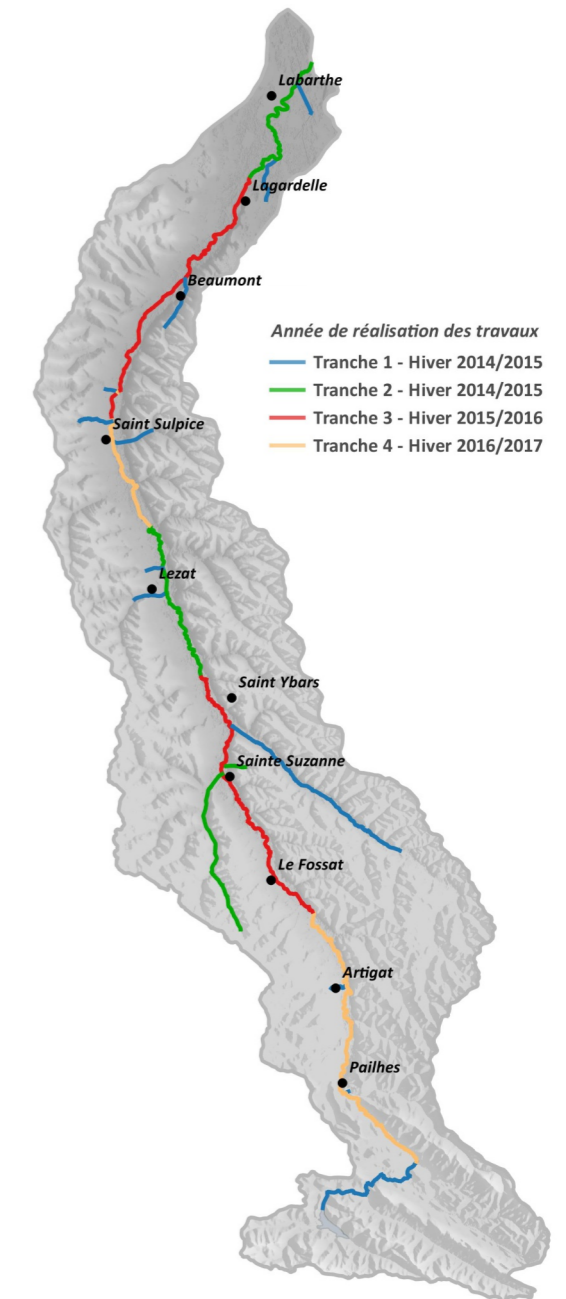 Labarthe
Lagardelle
Beaumont
Année de réalisation des travaux
Tranche 1 - Hiver 2014/2015
Tranche 2 - Hiver 2014/2015
Tranche 3 - Hiver 2015/2016
Tranche 4 - Hiver 2016/2017
Saint Sulpice
Lezat
Saint Ybars
Sainte Suzanne
Le Fossat
Artigat
Pailhes